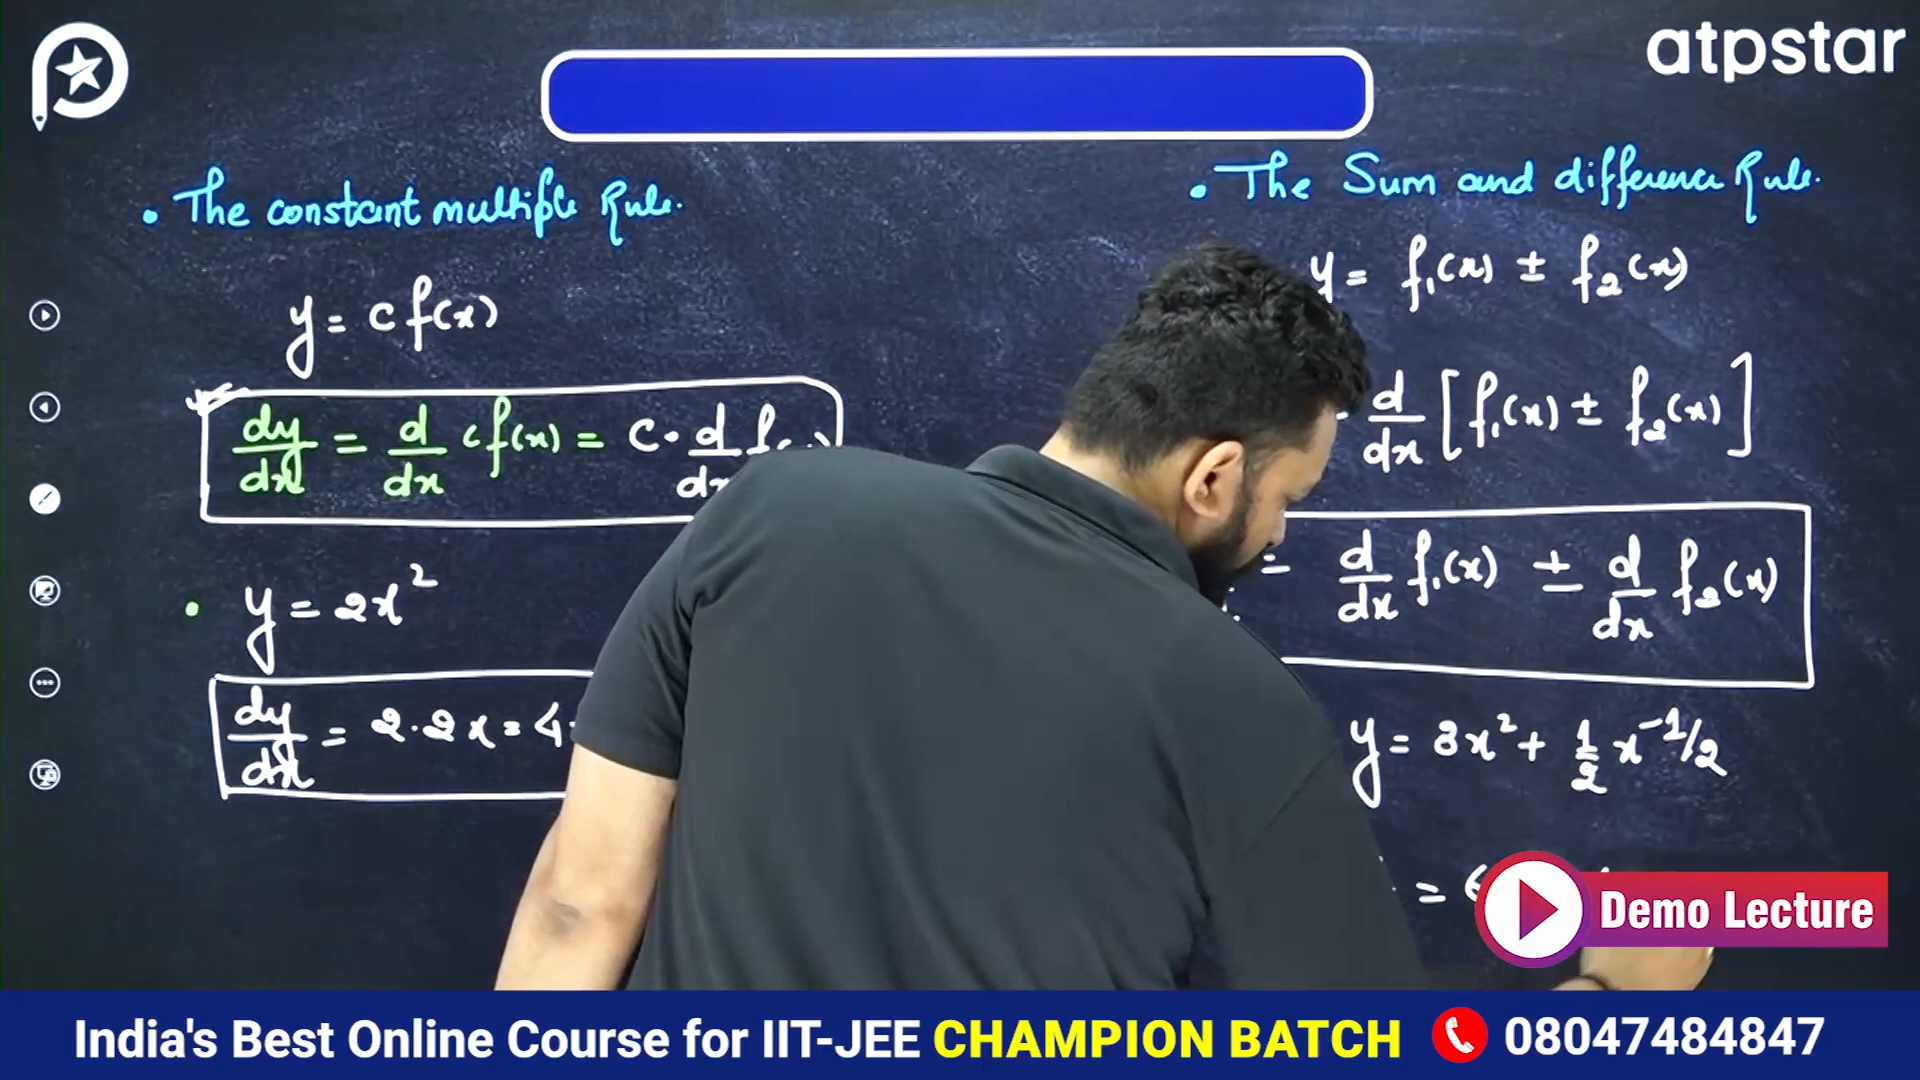 atpstar
• The constant multiple Rule.
y = c f(x)
dy/dx = d/dx c f(x) = c · d/dx
• y = 2x²
dy/dx = 2·2x = 4
• The Sum and difference Rule.
y = f₁(x) ± f₂(x)
d/dx [f₁(x) ± f₂(x)]
= d/dx f₁(x) ± d/dx f₂(x)
y = 3x² + 1/2 x^-1/2
=
Demo Lecture
India's Best Online Course for IIT-JEE CHAMPION BATCH 08047484847